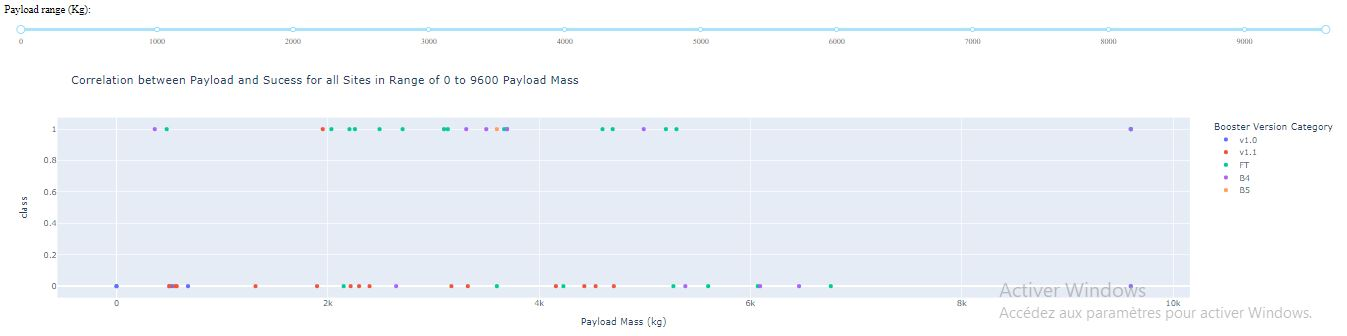 Payload range (Kg):
0 1000 2000 3000 4000 5000 6000 7000 8000 9000
Correlation between Payload and Sucess for all Sites in Range of 0 to 9600 Payload Mass
Booster Version Category
v1.0
v1.1
FT
B4
B5
class
1
0.8
0.6
0.4
0.2
0
0 2k 4k 6k 8k 10k
Payload Mass (kg)
Activer Windows
Accédez aux paramètres pour activer Windows.